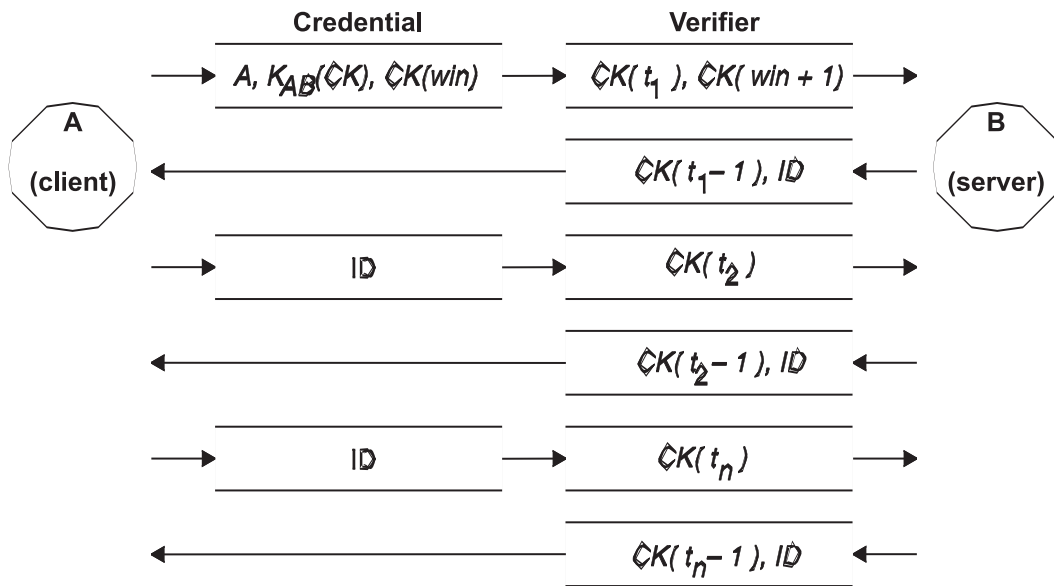 Credential Verifier
A, K_AB(CK), CK(win) CK( t_1 ), CK( win + 1)
A
(client)
B
(server)
CK( t_1 – 1 ), ID
ID CK( t_2 )
CK( t_2 – 1 ), ID
ID CK( t_n )
CK( t_n – 1 ), ID